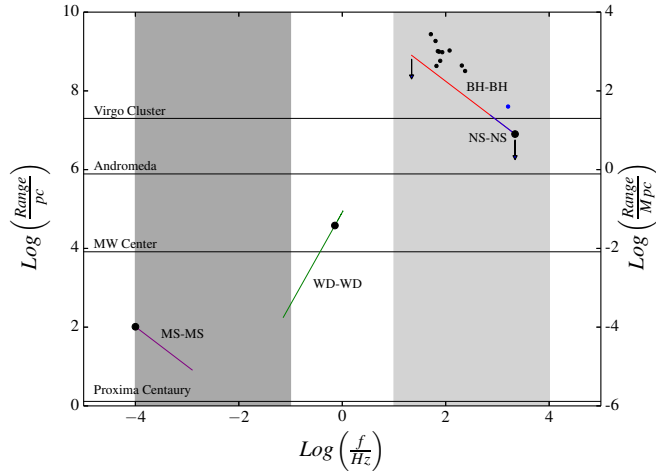 10
8
6
4
2
0
Log (Range/pc)
4
2
0
-2
-4
-6
Log (Range/Mpc)
BH-BH
Virgo Cluster
NS-NS
Andromeda
MW Center
WD-WD
MS-MS
Proxima Centaury
−4
−2
0
2
4
Log (f/Hz)